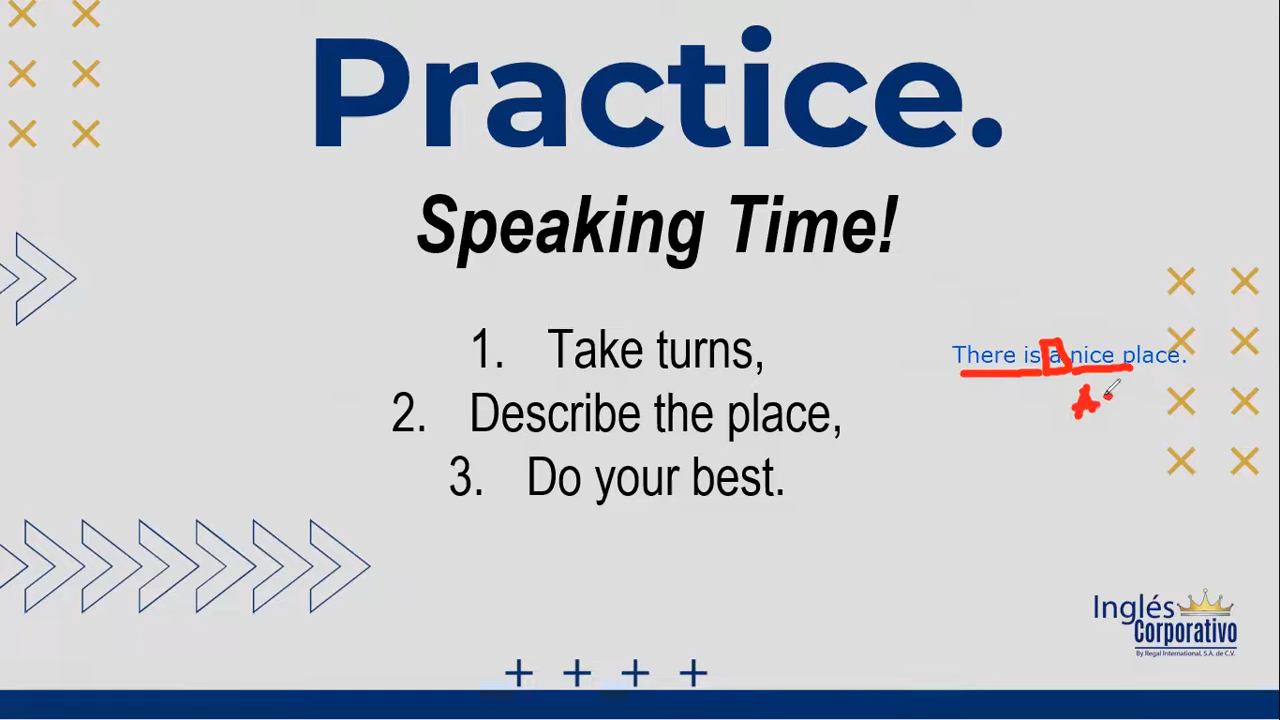 Practice.
Speaking Time!
1. Take turns,
2. Describe the place,
3. Do your best.
There is a nice place.
Inglés
Corporativo
By Regal International, S.A. de C.V.